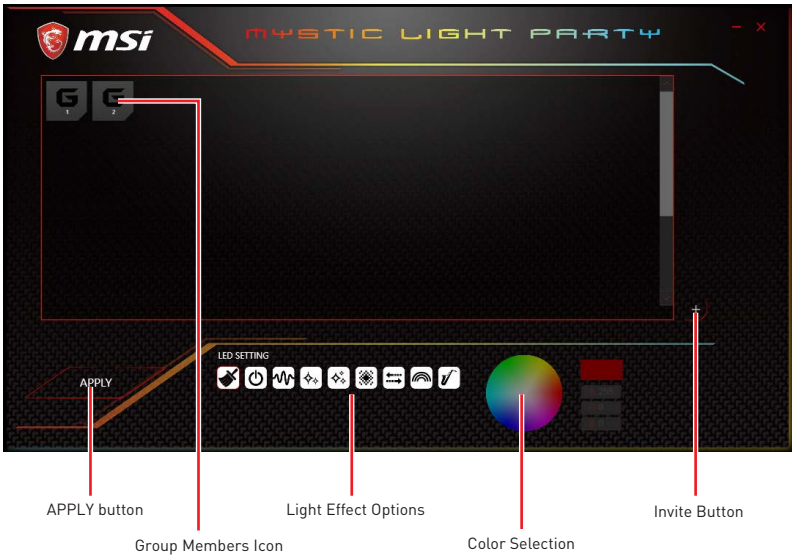 msi
MYSTIC LIGHT PARTY
G
1
G
2
LED SETTING
APPLY
APPLY button
Light Effect Options
Invite Button
Group Members Icon
Color Selection